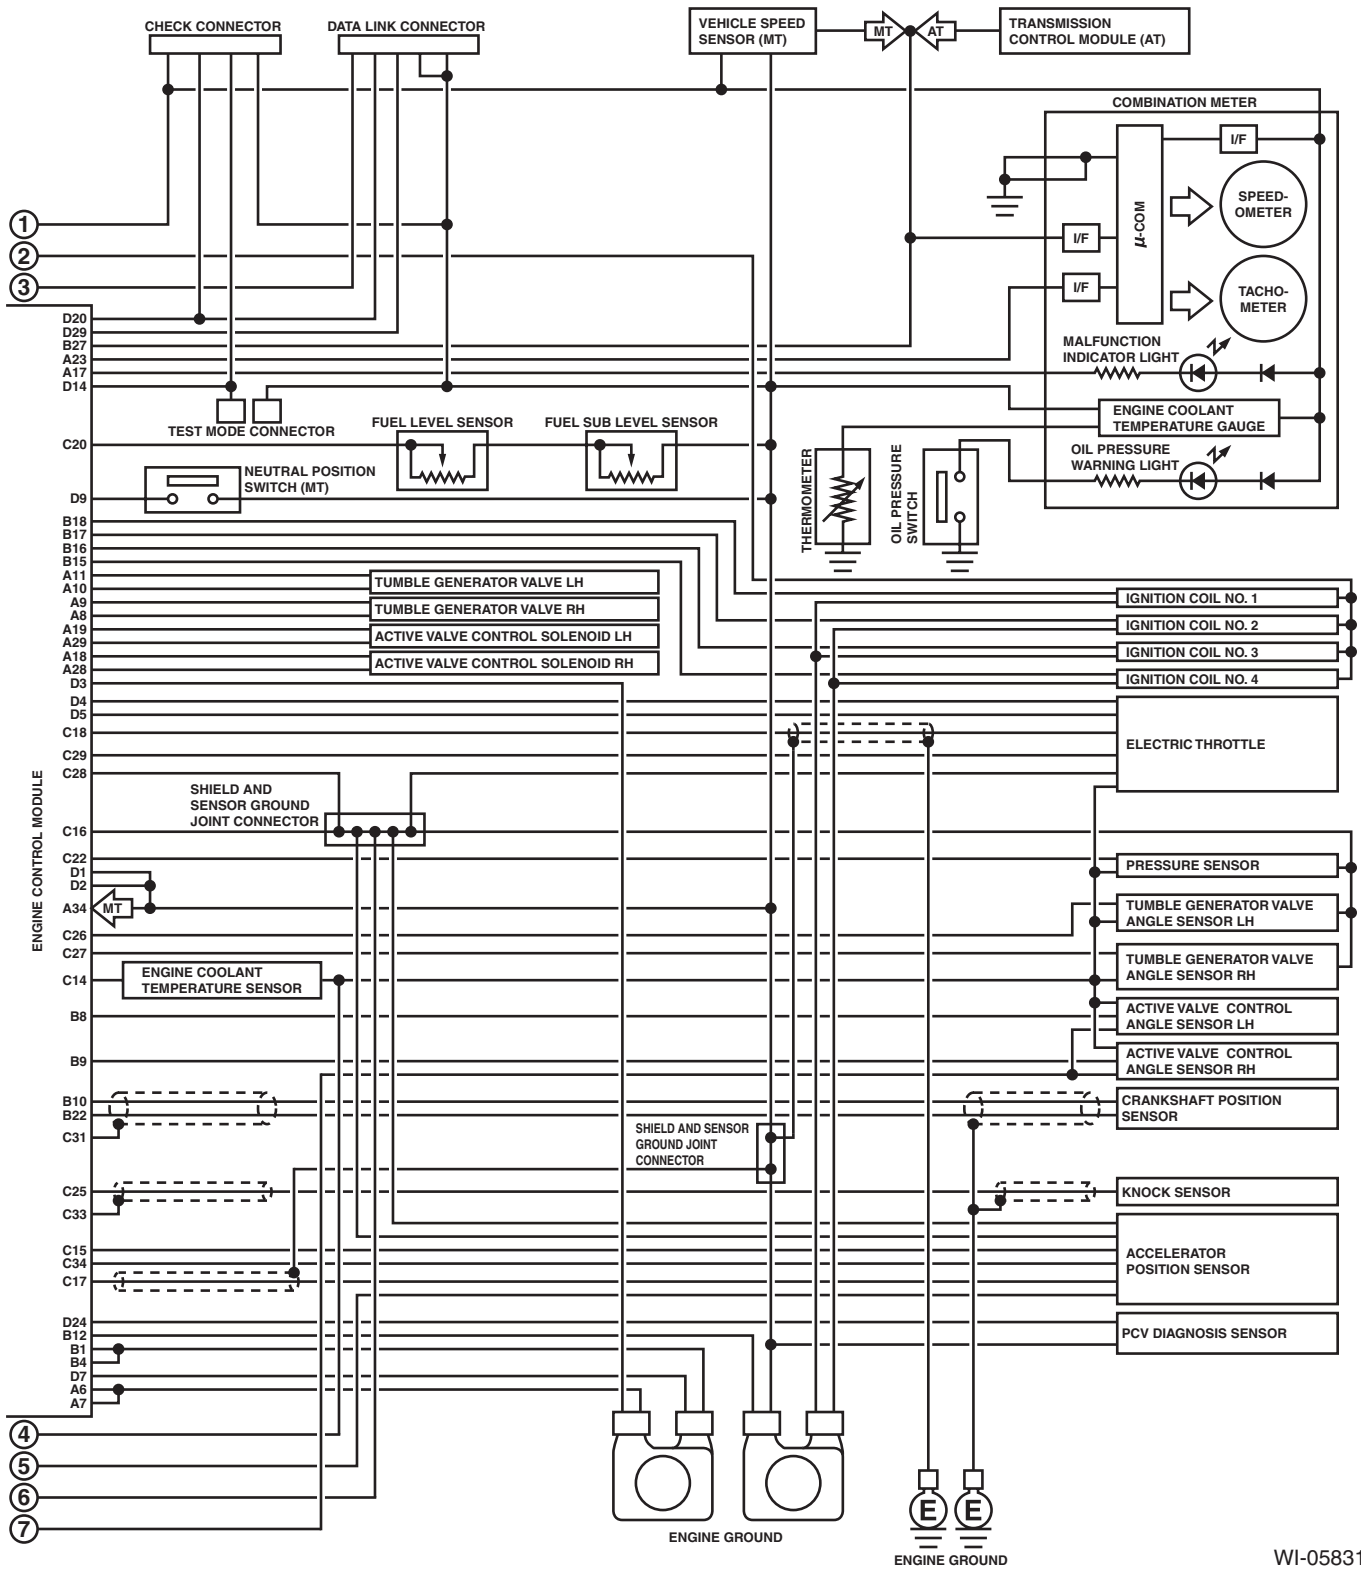 CHECK CONNECTOR
DATA LINK CONNECTOR
VEHICLE SPEED
SENSOR (MT)
MT
AT
TRANSMISSION
CONTROL MODULE (AT)
COMBINATION METER
I/F
μ-COM
SPEED-
OMETER
I/F
I/F
TACHO-
METER
MALFUNCTION
INDICATOR LIGHT
ENGINE COOLANT
TEMPERATURE GAUGE
OIL PRESSURE
WARNING LIGHT
1
2
3
D20
D29
B27
A23
A17
D14
TEST MODE CONNECTOR
FUEL LEVEL SENSOR
FUEL SUB LEVEL SENSOR
C20
NEUTRAL POSITION
SWITCH (MT)
D9
THERMOMETER
OIL PRESSURE
SWITCH
B18
B17
B16
B15
A11
A10
TUMBLE GENERATOR VALVE LH
A9
A8
TUMBLE GENERATOR VALVE RH
A19
A29
ACTIVE VALVE CONTROL SOLENOID LH
A18
A28
ACTIVE VALVE CONTROL SOLENOID RH
IGNITION COIL NO. 1
IGNITION COIL NO. 2
IGNITION COIL NO. 3
IGNITION COIL NO. 4
D3
D4
D5
C18
C29
C28
ELECTRIC THROTTLE
ENGINE CONTROL MODULE
SHIELD AND
SENSOR GROUND
JOINT CONNECTOR
C16
C22
D1
D2
A34
MT
C26
C27
C14
ENGINE COOLANT
TEMPERATURE SENSOR
PRESSURE SENSOR
TUMBLE GENERATOR VALVE
ANGLE SENSOR LH
TUMBLE GENERATOR VALVE
ANGLE SENSOR RH
B8
ACTIVE VALVE CONTROL
ANGLE SENSOR LH
B9
ACTIVE VALVE CONTROL
ANGLE SENSOR RH
B10
B22
C31
CRANKSHAFT POSITION
SENSOR
SHIELD AND SENSOR
GROUND JOINT
CONNECTOR
C25
C33
KNOCK SENSOR
C15
C34
C17
ACCELERATOR
POSITION SENSOR
D24
B12
B1
B4
D7
A6
A7
PCV DIAGNOSIS SENSOR
4
5
6
7
ENGINE GROUND
E
E
ENGINE GROUND
WI-05831